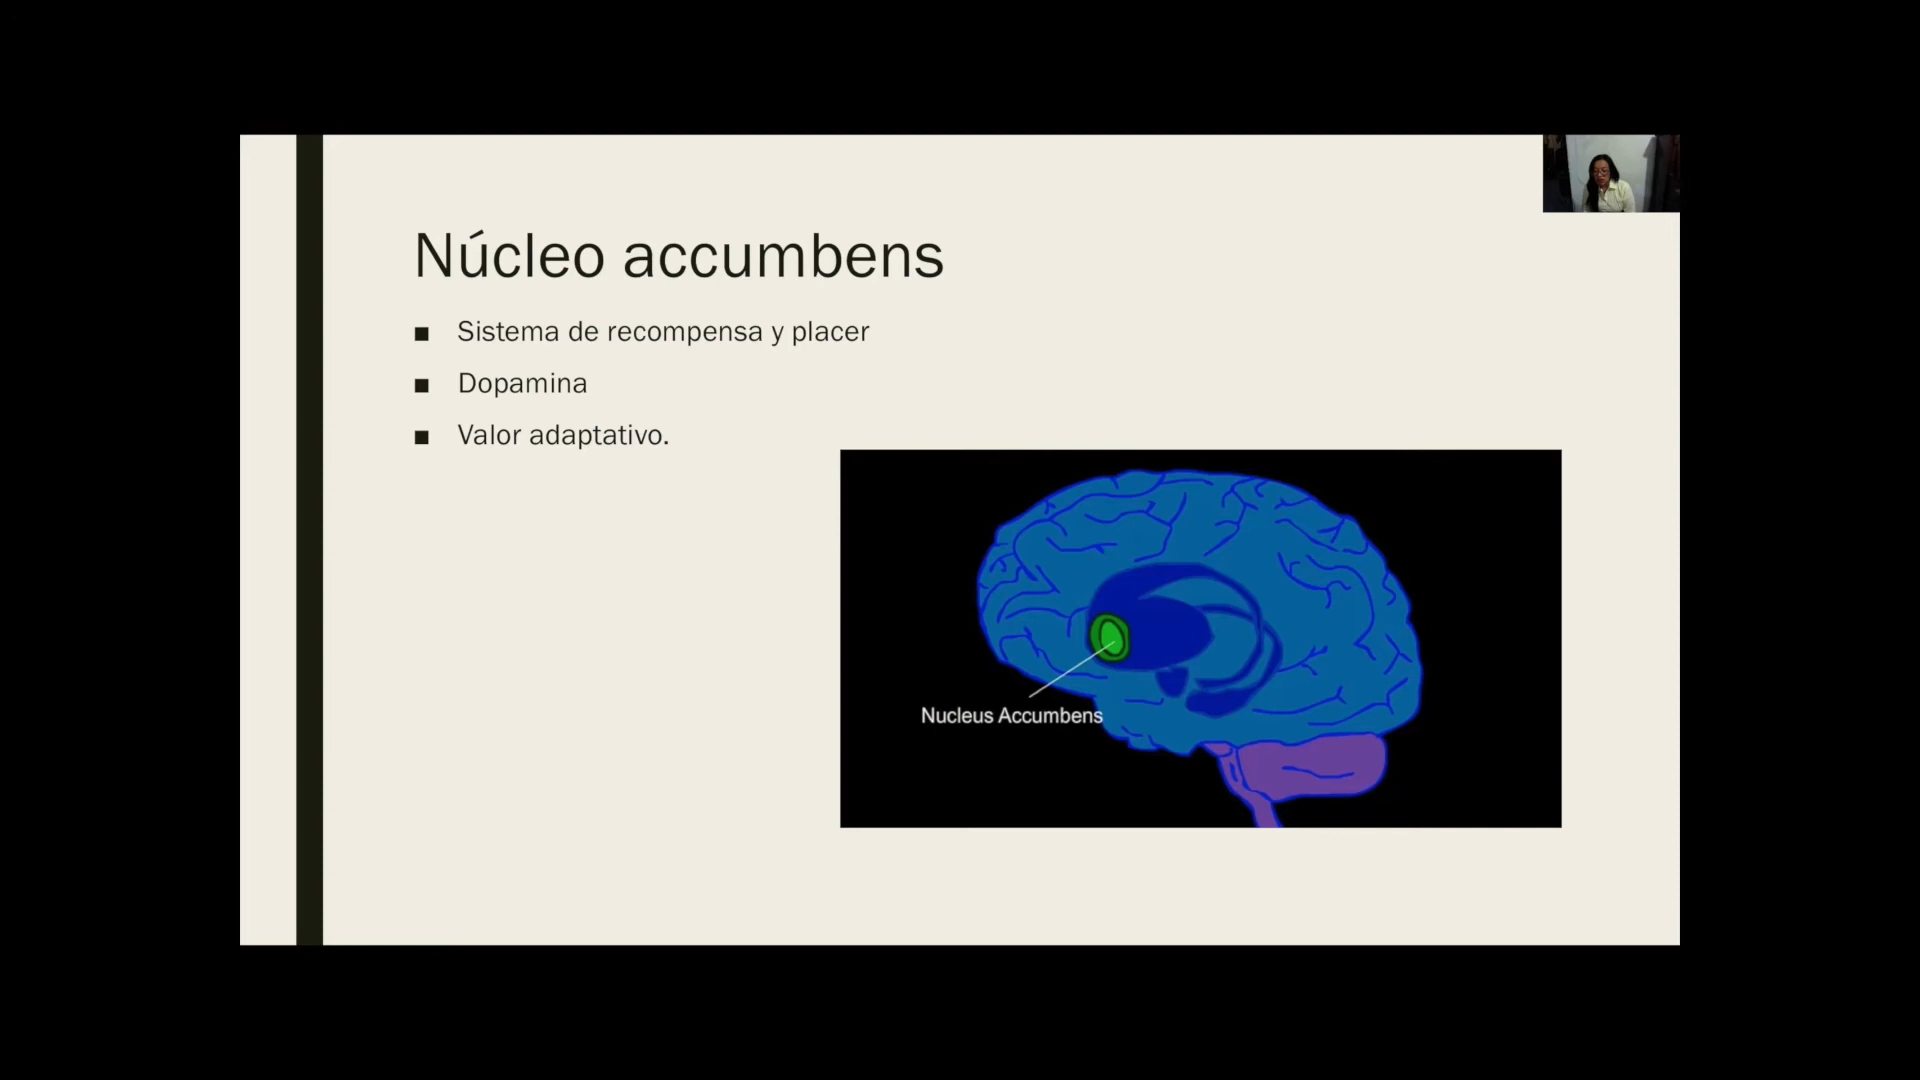 Núcleo accumbens
Sistema de recompensa y placer
Dopamina
Valor adaptativo.
Nucleus Accumbens